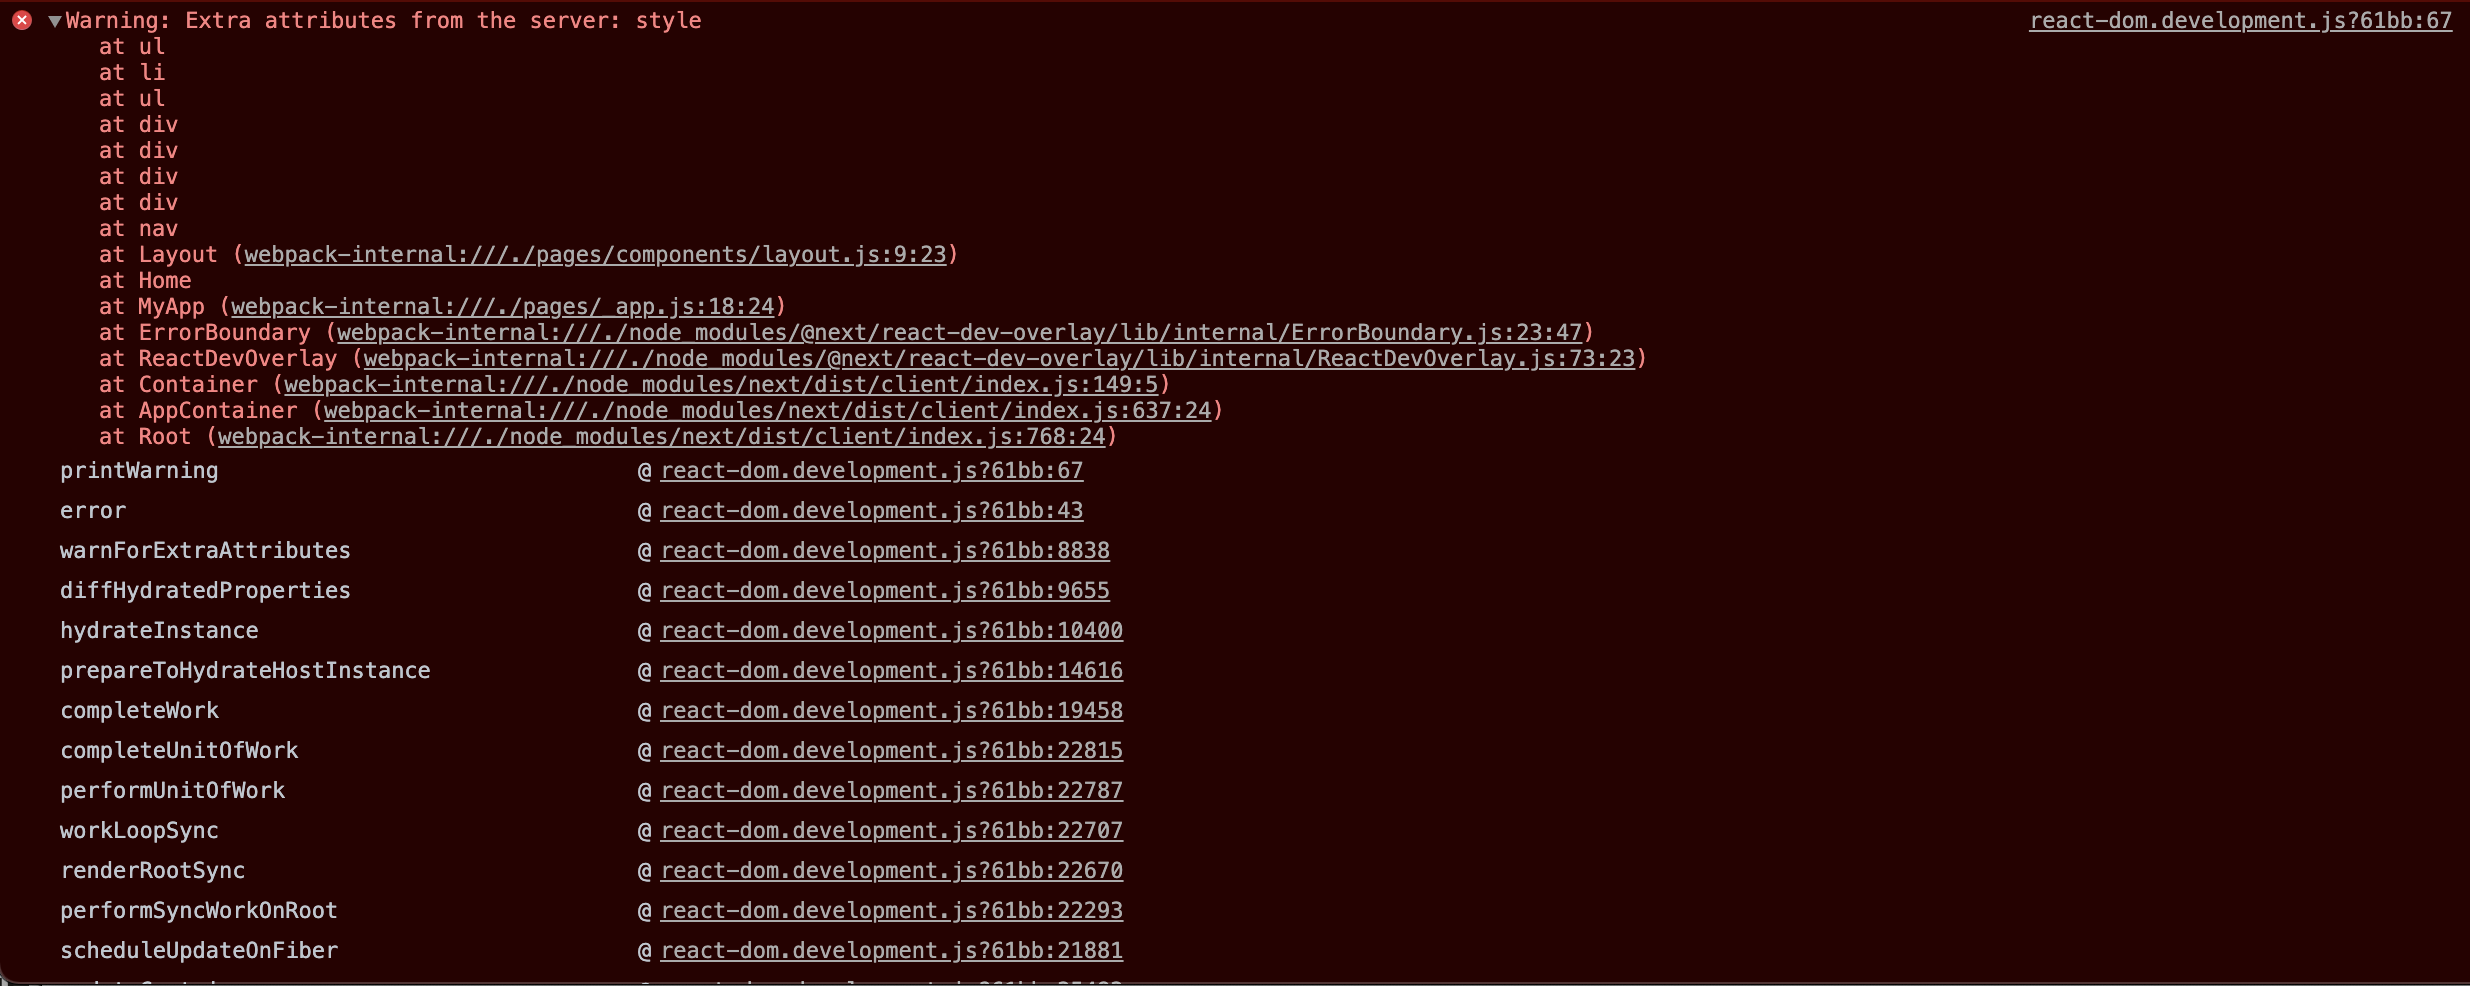 Warning: Extra attributes from the server: style react-dom.development.js?61bb:67
at ul
at li
at ul
at div
at div
at div
at div
at nav
at Layout (webpack-internal:///./pages/components/layout.js:9:23)
at Home
at MyApp (webpack-internal:///./pages/_app.js:18:24)
at ErrorBoundary (webpack-internal:///./node_modules/@next/react-dev-overlay/lib/internal/ErrorBoundary.js:23:47)
at ReactDevOverlay (webpack-internal:///./node_modules/@next/react-dev-overlay/lib/internal/ReactDevOverlay.js:73:23)
at Container (webpack-internal:///./node_modules/next/dist/client/index.js:149:5)
at AppContainer (webpack-internal:///./node_modules/next/dist/client/index.js:637:24)
at Root (webpack-internal:///./node_modules/next/dist/client/index.js:768:24)
printWarning @ react-dom.development.js?61bb:67
error @ react-dom.development.js?61bb:43
warnForExtraAttributes @ react-dom.development.js?61bb:8838
diffHydratedProperties @ react-dom.development.js?61bb:9655
hydrateInstance @ react-dom.development.js?61bb:10400
prepareToHydrateHostInstance @ react-dom.development.js?61bb:14616
completeWork @ react-dom.development.js?61bb:19458
completeUnitOfWork @ react-dom.development.js?61bb:22815
performUnitOfWork @ react-dom.development.js?61bb:22787
workLoopSync @ react-dom.development.js?61bb:22707
renderRootSync @ react-dom.development.js?61bb:22670
performSyncWorkOnRoot @ react-dom.development.js?61bb:22293
scheduleUpdateOnFiber @ react-dom.development.js?61bb:21881